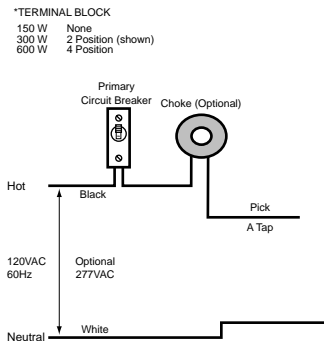 *TERMINAL BLOCK
150 W None
300 W 2 Position (shown)
600 W 4 Position
Primary
Circuit Breaker
Choke (Optional)
Hot
Black
Pick
A Tap
120VAC
60Hz
Optional
277VAC
White
Neutral